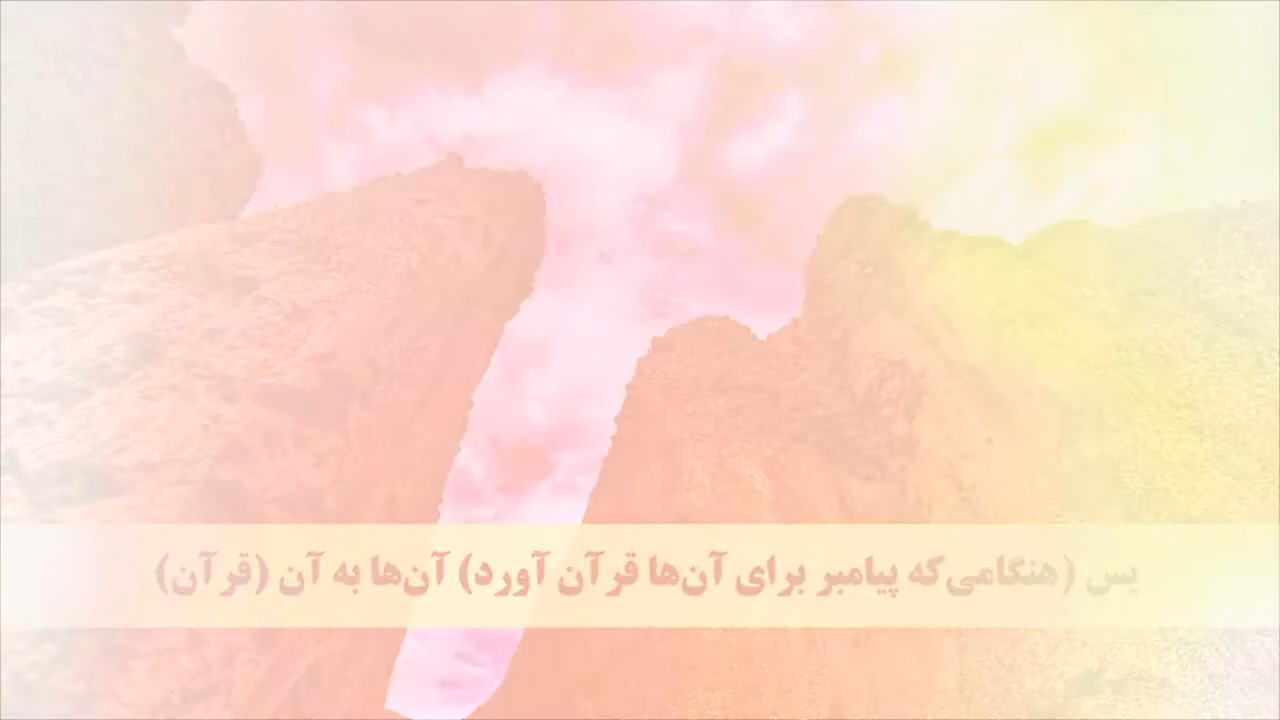 پس (هنگامی‌که پیامبر برای آن‌ها قرآن آورد) آن‌ها به آن (قرآن)